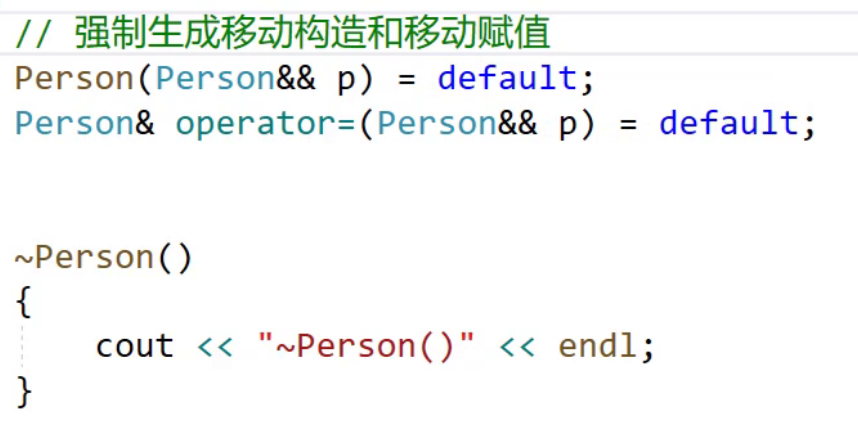 // 强制生成移动构造和移动赋值
Person(Person&& p) = default;
Person& operator=(Person&& p) = default;
~Person()
{
cout << "~Person()" << endl;
}